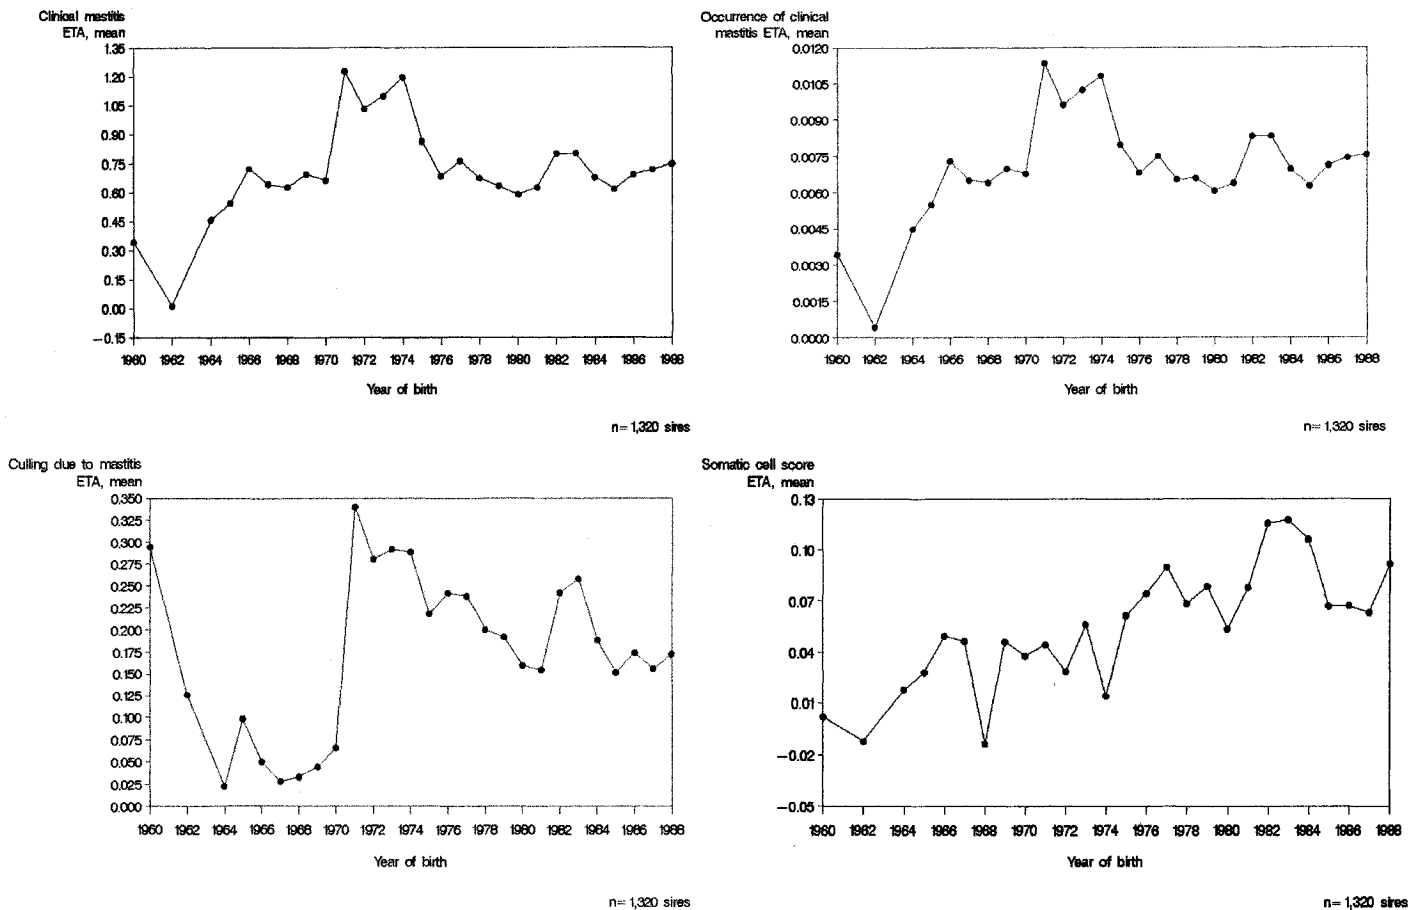 Clinical mastitis
ETA, mean
1.35
1.20
1.05
0.90
0.75
0.60
0.45
0.30
0.15
0.00
−0.15
1960 1962 1964 1966 1968 1970 1972 1974 1976 1978 1980 1982 1984 1986 1988
Year of birth
n= 1,320 sires
Occurrence of clinical
mastitis ETA, mean
0.0120
0.0105
0.0090
0.0075
0.0060
0.0045
0.0030
0.0015
0.0000
1960 1962 1964 1966 1968 1970 1972 1974 1976 1978 1980 1982 1984 1986 1988
Year of birth
n= 1,320 sires
Culling due to mastitis
ETA, mean
0.350
0.325
0.300
0.275
0.250
0.225
0.200
0.175
0.150
0.125
0.100
0.075
0.050
0.025
0.000
1960 1962 1964 1966 1968 1970 1972 1974 1976 1978 1980 1982 1984 1986 1988
Year of birth
n= 1,320 sires
Somatic cell score
ETA, mean
0.13
0.10
0.07
0.04
0.01
−0.02
−0.05
1960 1962 1964 1966 1968 1970 1972 1974 1976 1978 1980 1982 1984 1986 1988
Year of birth
n= 1,320 sires